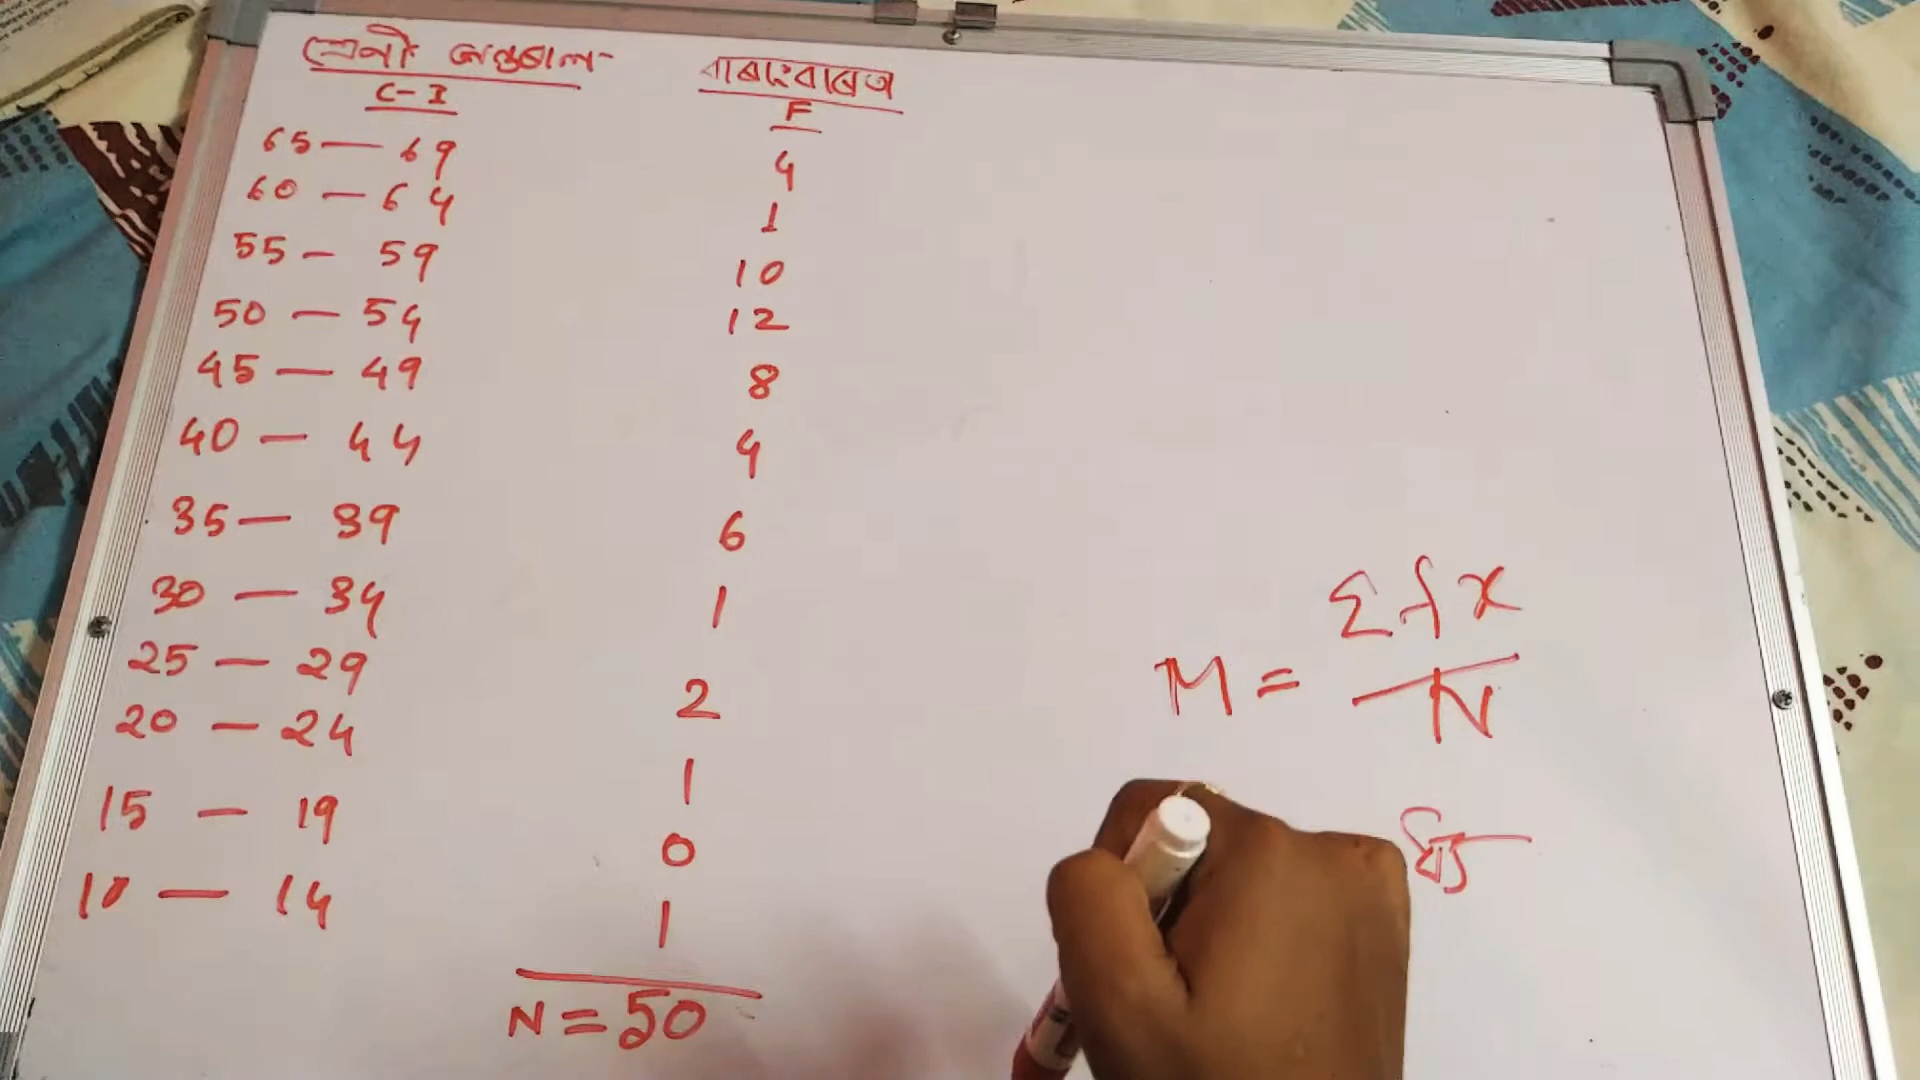 শ্ৰেণী অন্তৰাল- বাৰংবাৰতা
C-I F
65 — 69 4
60 — 64 1
55 — 59 10
50 — 54 12
45 — 49 8
40 — 44 4
35 — 39 6
30 — 34 1
25 — 29 2
20 — 24 1
15 — 19 0
10 — 14 1
N = 50
M = Σfx / N